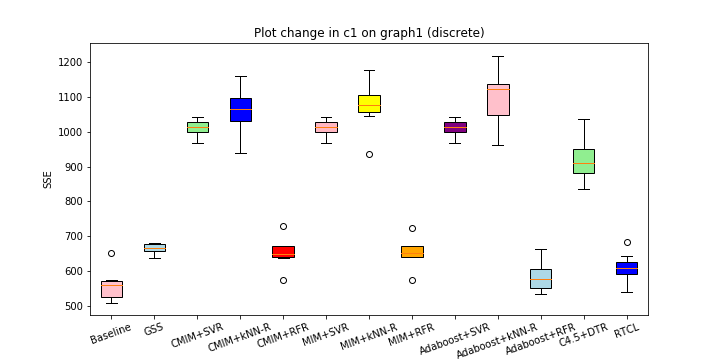 Plot change in c1 on graph1 (discrete)
1200
1100
1000
900
800
700
600
500
SSE
Baseline
GSS
CMIM+SVR
CMIM+kNN-R
CMIM+RFR
MIM+SVR
MIM+kNN-R
MIM+RFR
Adaboost+SVR
Adaboost+kNN-R
Adaboost+RFR
C4.5+DTR
RTCL